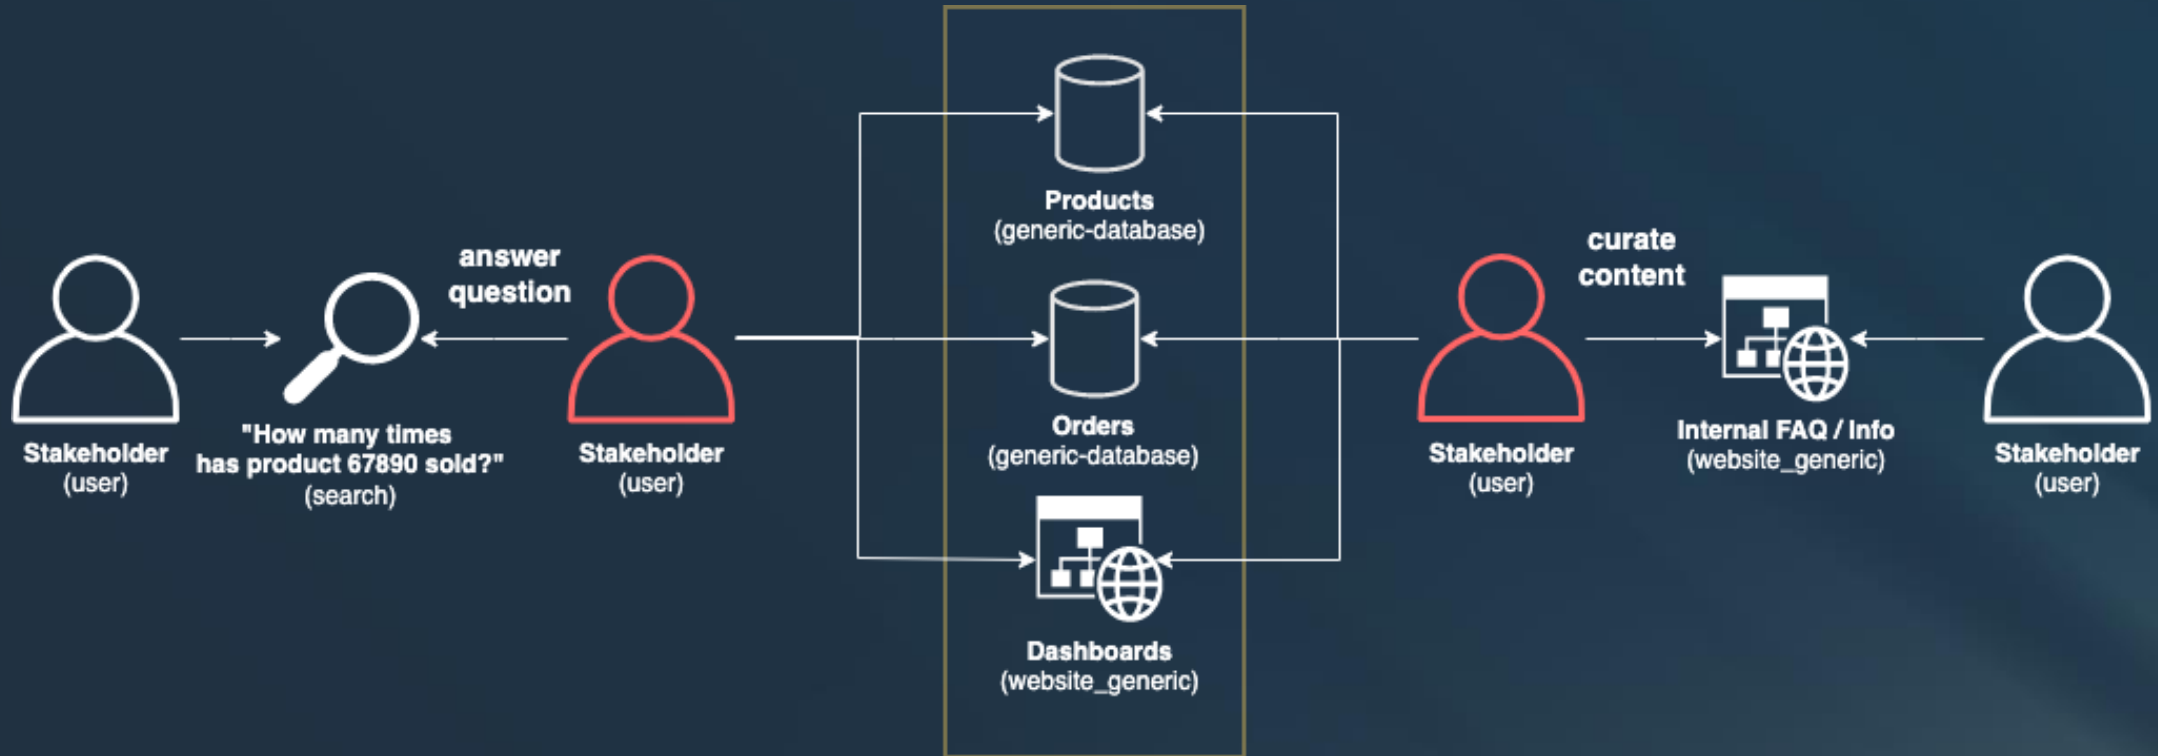 answer
question
Stakeholder
(user)
"How many times
has product 67890 sold?"
(search)
Stakeholder
(user)
Products
(generic-database)
Orders
(generic-database)
Dashboards
(website_generic)
Stakeholder
(user)
curate
content
Internal FAQ / Info
(website_generic)
Stakeholder
(user)